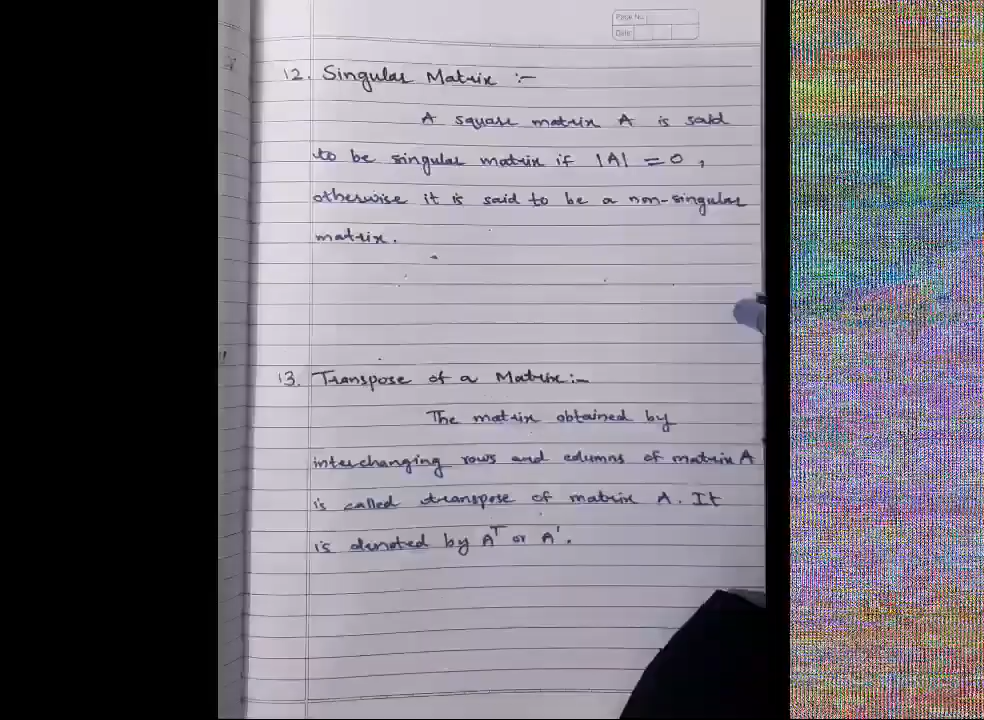 Page No.
Date
12. Singular Matrix :-
A square matrix A is said
to be singular matrix if |A| = 0 ,
otherwise it is said to be a non-singular
matrix.
13. Transpose of a Matrix:-
The matrix obtained by
interchanging rows and columns of matrix A
is called transpose of matrix A. It
is denoted by Aᵀ or A'.